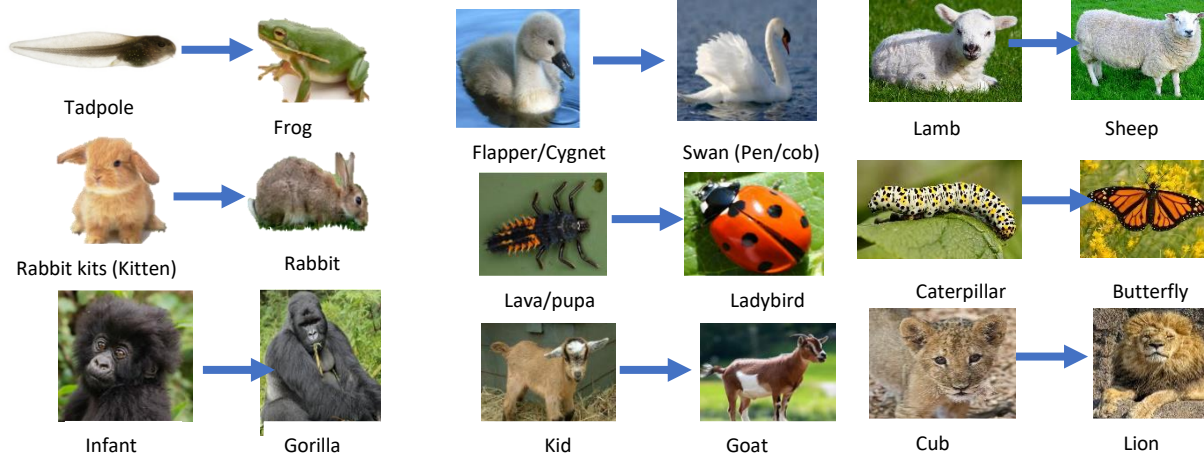 Tadpole
Frog
Flapper/Cygnet
Swan (Pen/cob)
Lamb
Sheep
Rabbit kits (Kitten)
Rabbit
Lava/pupa
Ladybird
Caterpillar
Butterfly
Infant
Gorilla
Kid
Goat
Cub
Lion